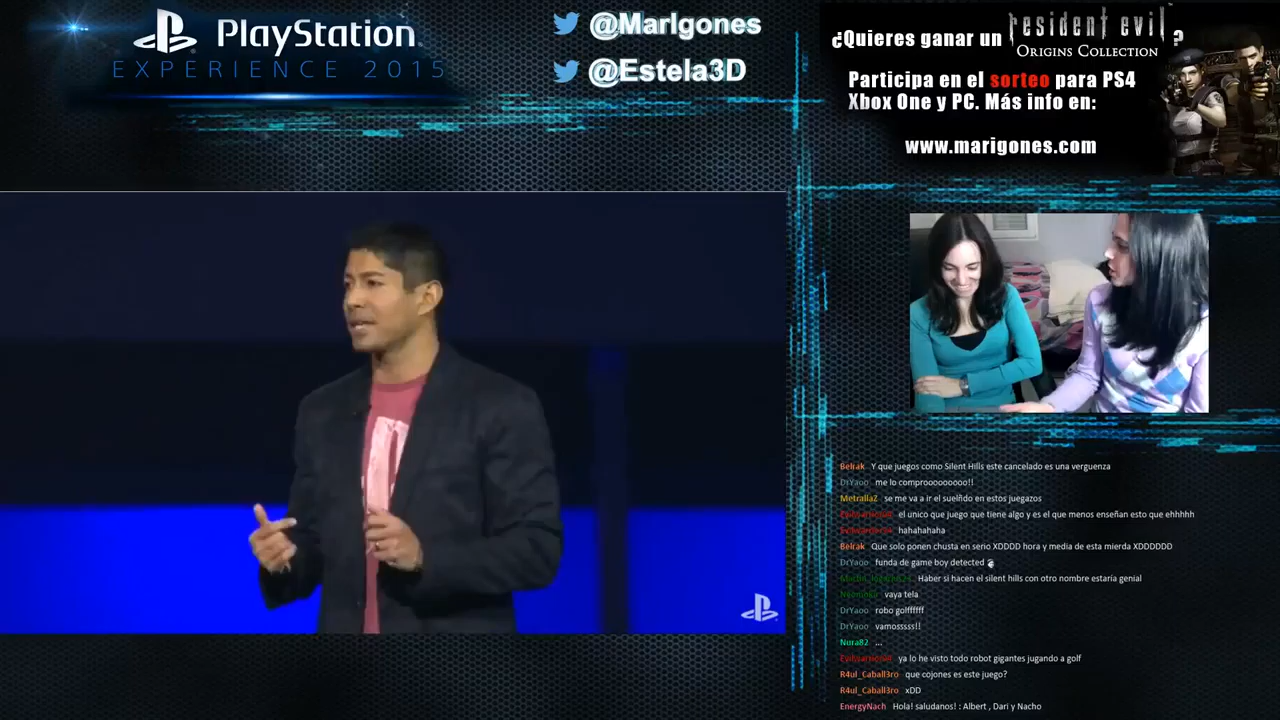 PlayStation
EXPERIENCE 2015
@MarIgones
@Estela3D
¿Quieres ganar un resident evil ?
ORIGINS COLLECTION
Participa en el sorteo para PS4
Xbox One y PC. Más info en:
www.marigones.com
Belrak Y que juegos como Silent Hills este cancelado es una verguenza
DrYaoo me lo comproooooooo!!
MetrallaZ se me va a ir el suelñdo en estos juegazos
el unico que juego que tiene algo y es el que menos enseñan esto que ehhhhh
hahahahaha
Belrak Que solo ponen chusta en serio XDDDD hora y media de esta mierda XDDDDDD
DrYaoo funda de game boy detected
Haber si hacen el silent hills con otro nombre estaría genial
vaya tela
DrYaoo robo golffffff
DrYaoo vamosssss!!
Nura82 ...
ya lo he visto todo robot gigantes jugando a golf
R4ul_Caball3ro que cojones es este juego?
R4ul_Caball3ro xDD
EnergyNach Hola! saludanos! : Albert , Dari y Nacho